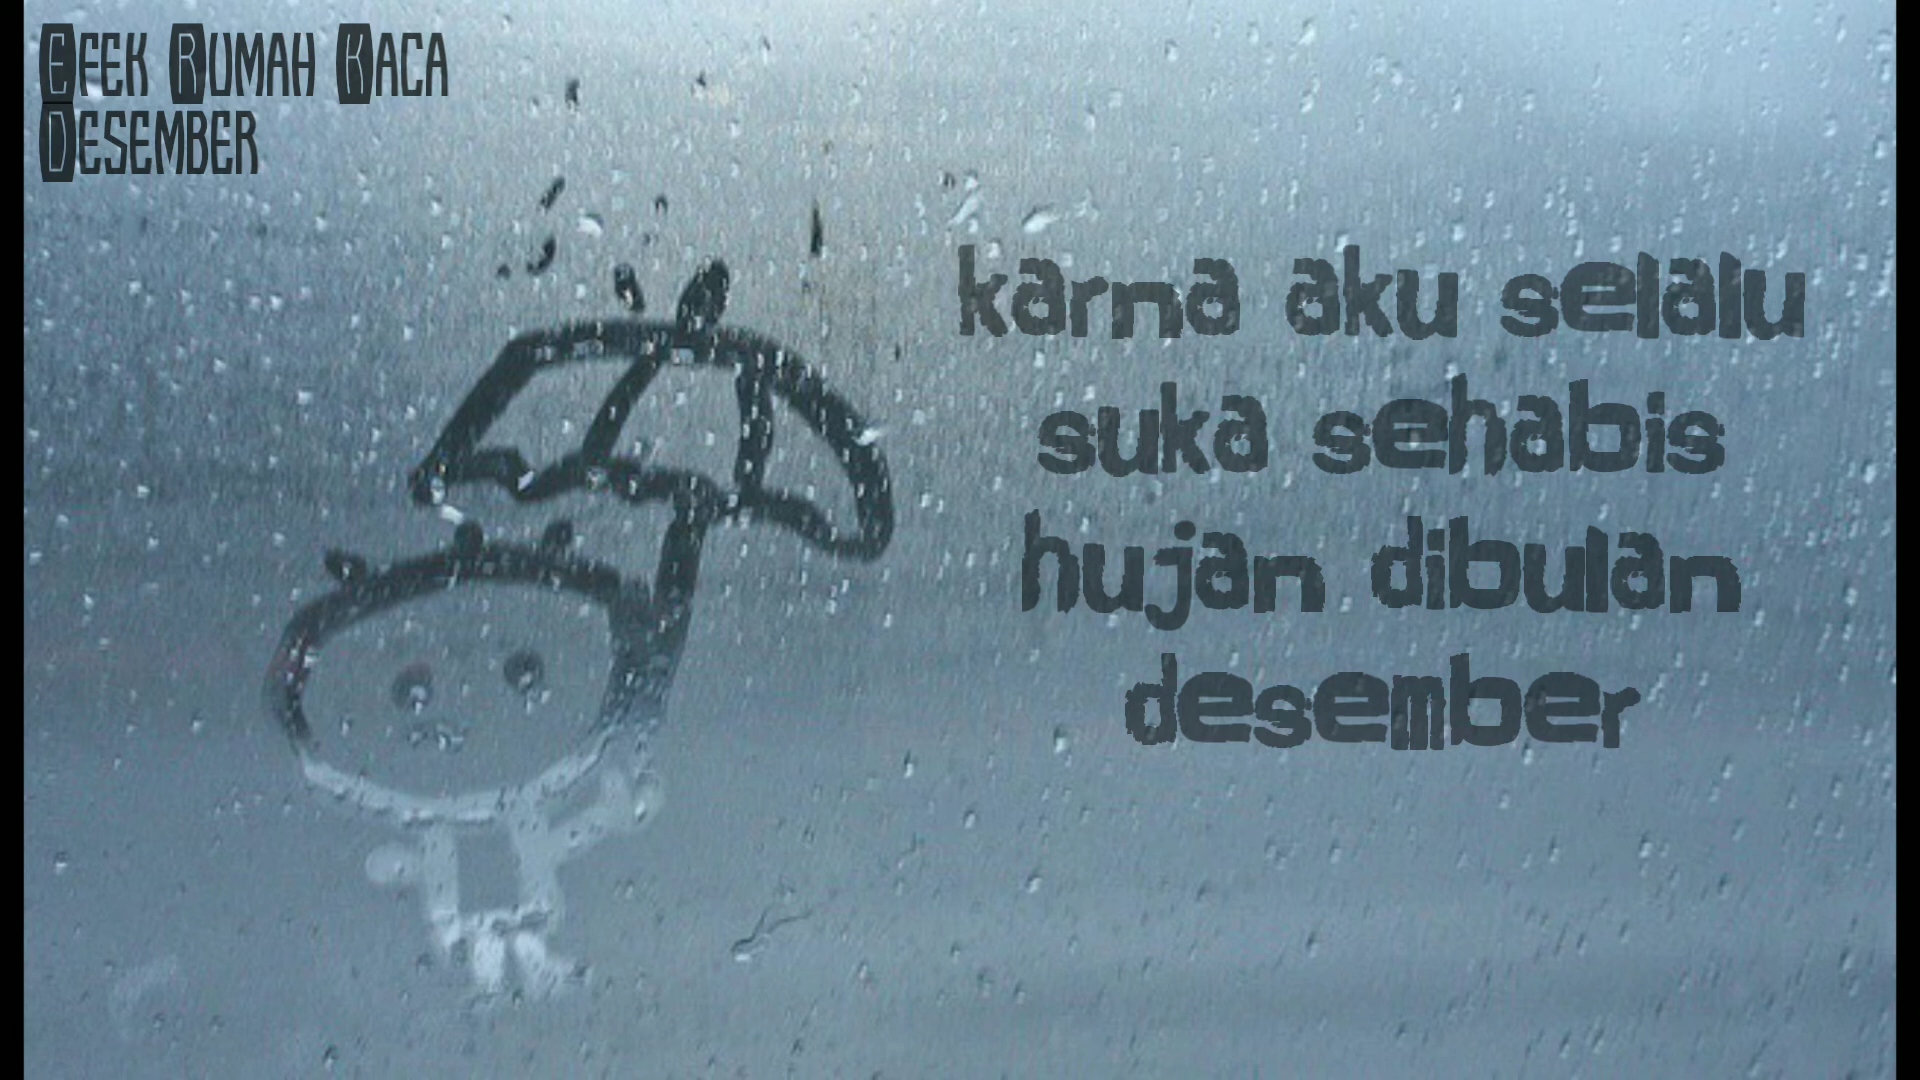 Efek Rumah Kaca
Desember
karna aku selalu
suka sehabis
hujan dibulan
desember